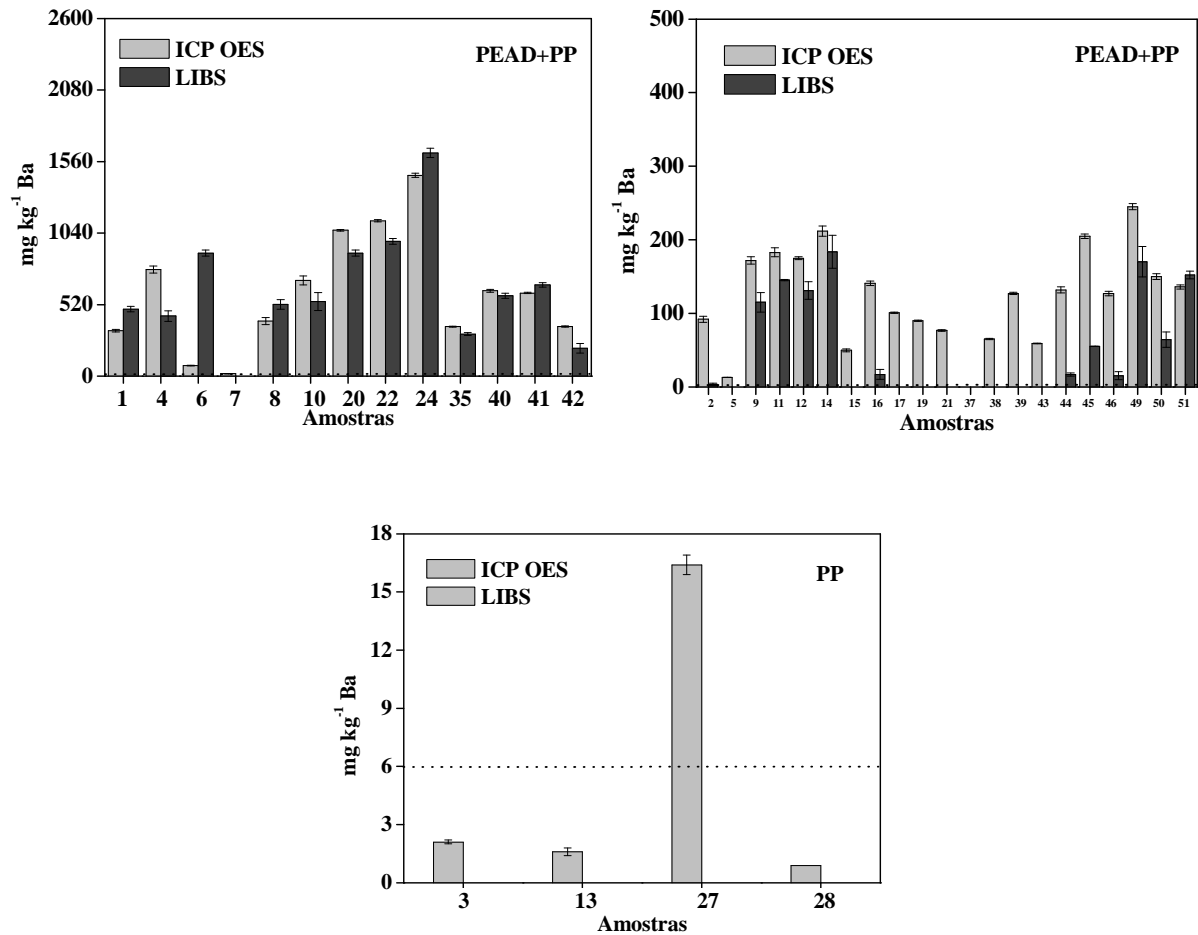 2600
2080
1560
1040
520
0
mg kg⁻¹ Ba
ICP OES
LIBS
PEAD+PP
1 4 6 7 8 10 20 22 24 35 40 41 42
Amostras
500
400
300
200
100
0
mg kg⁻¹ Ba
ICP OES
LIBS
PEAD+PP
2 5 9 11 12 14 15 16 17 19 21 37 38 39 43 44 45 46 49 50 51
Amostras
18
15
12
9
6
3
0
mg kg⁻¹ Ba
ICP OES
LIBS
PP
3 13 27 28
Amostras